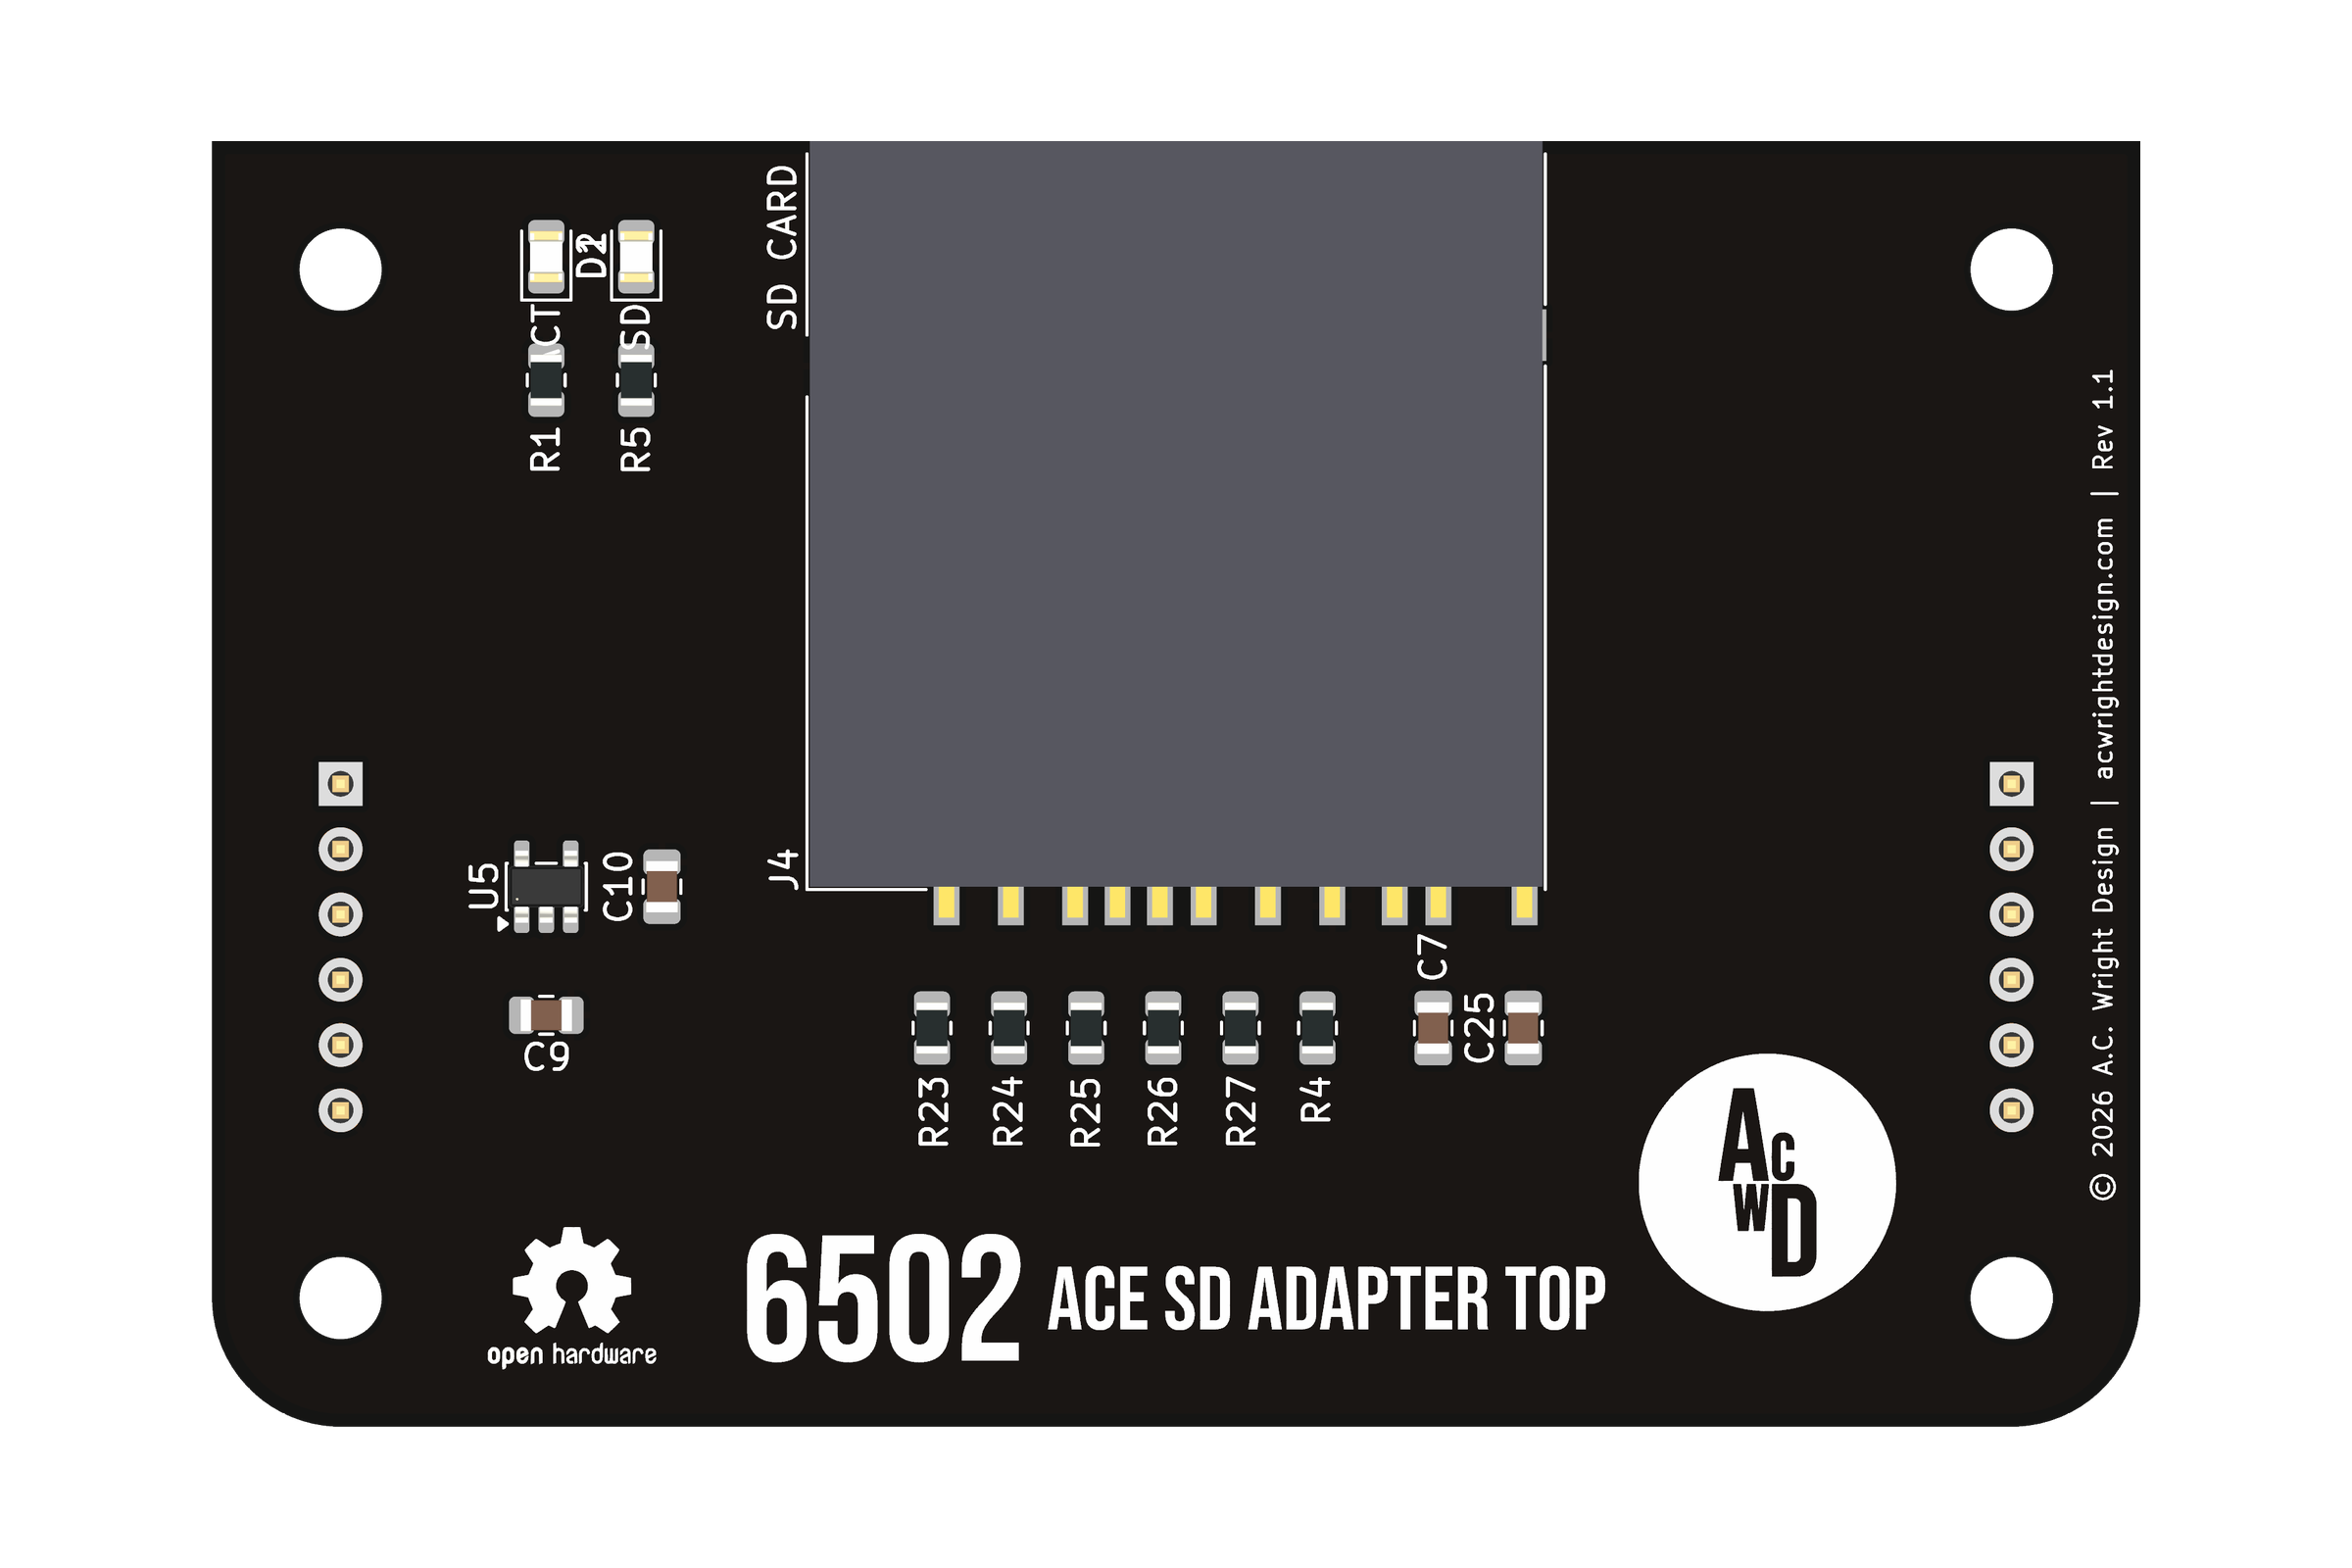 SD CARD
D2
ACT
SD
R1
R5
J4
U5
C10
C9
C7
C25
R23
R24
R25
R26
R27
R4
© 2026 A.C. Wright Design | acwrightdesign.com | Rev 1.1
ACWD
open hardware
6502 ACE SD ADAPTER TOP